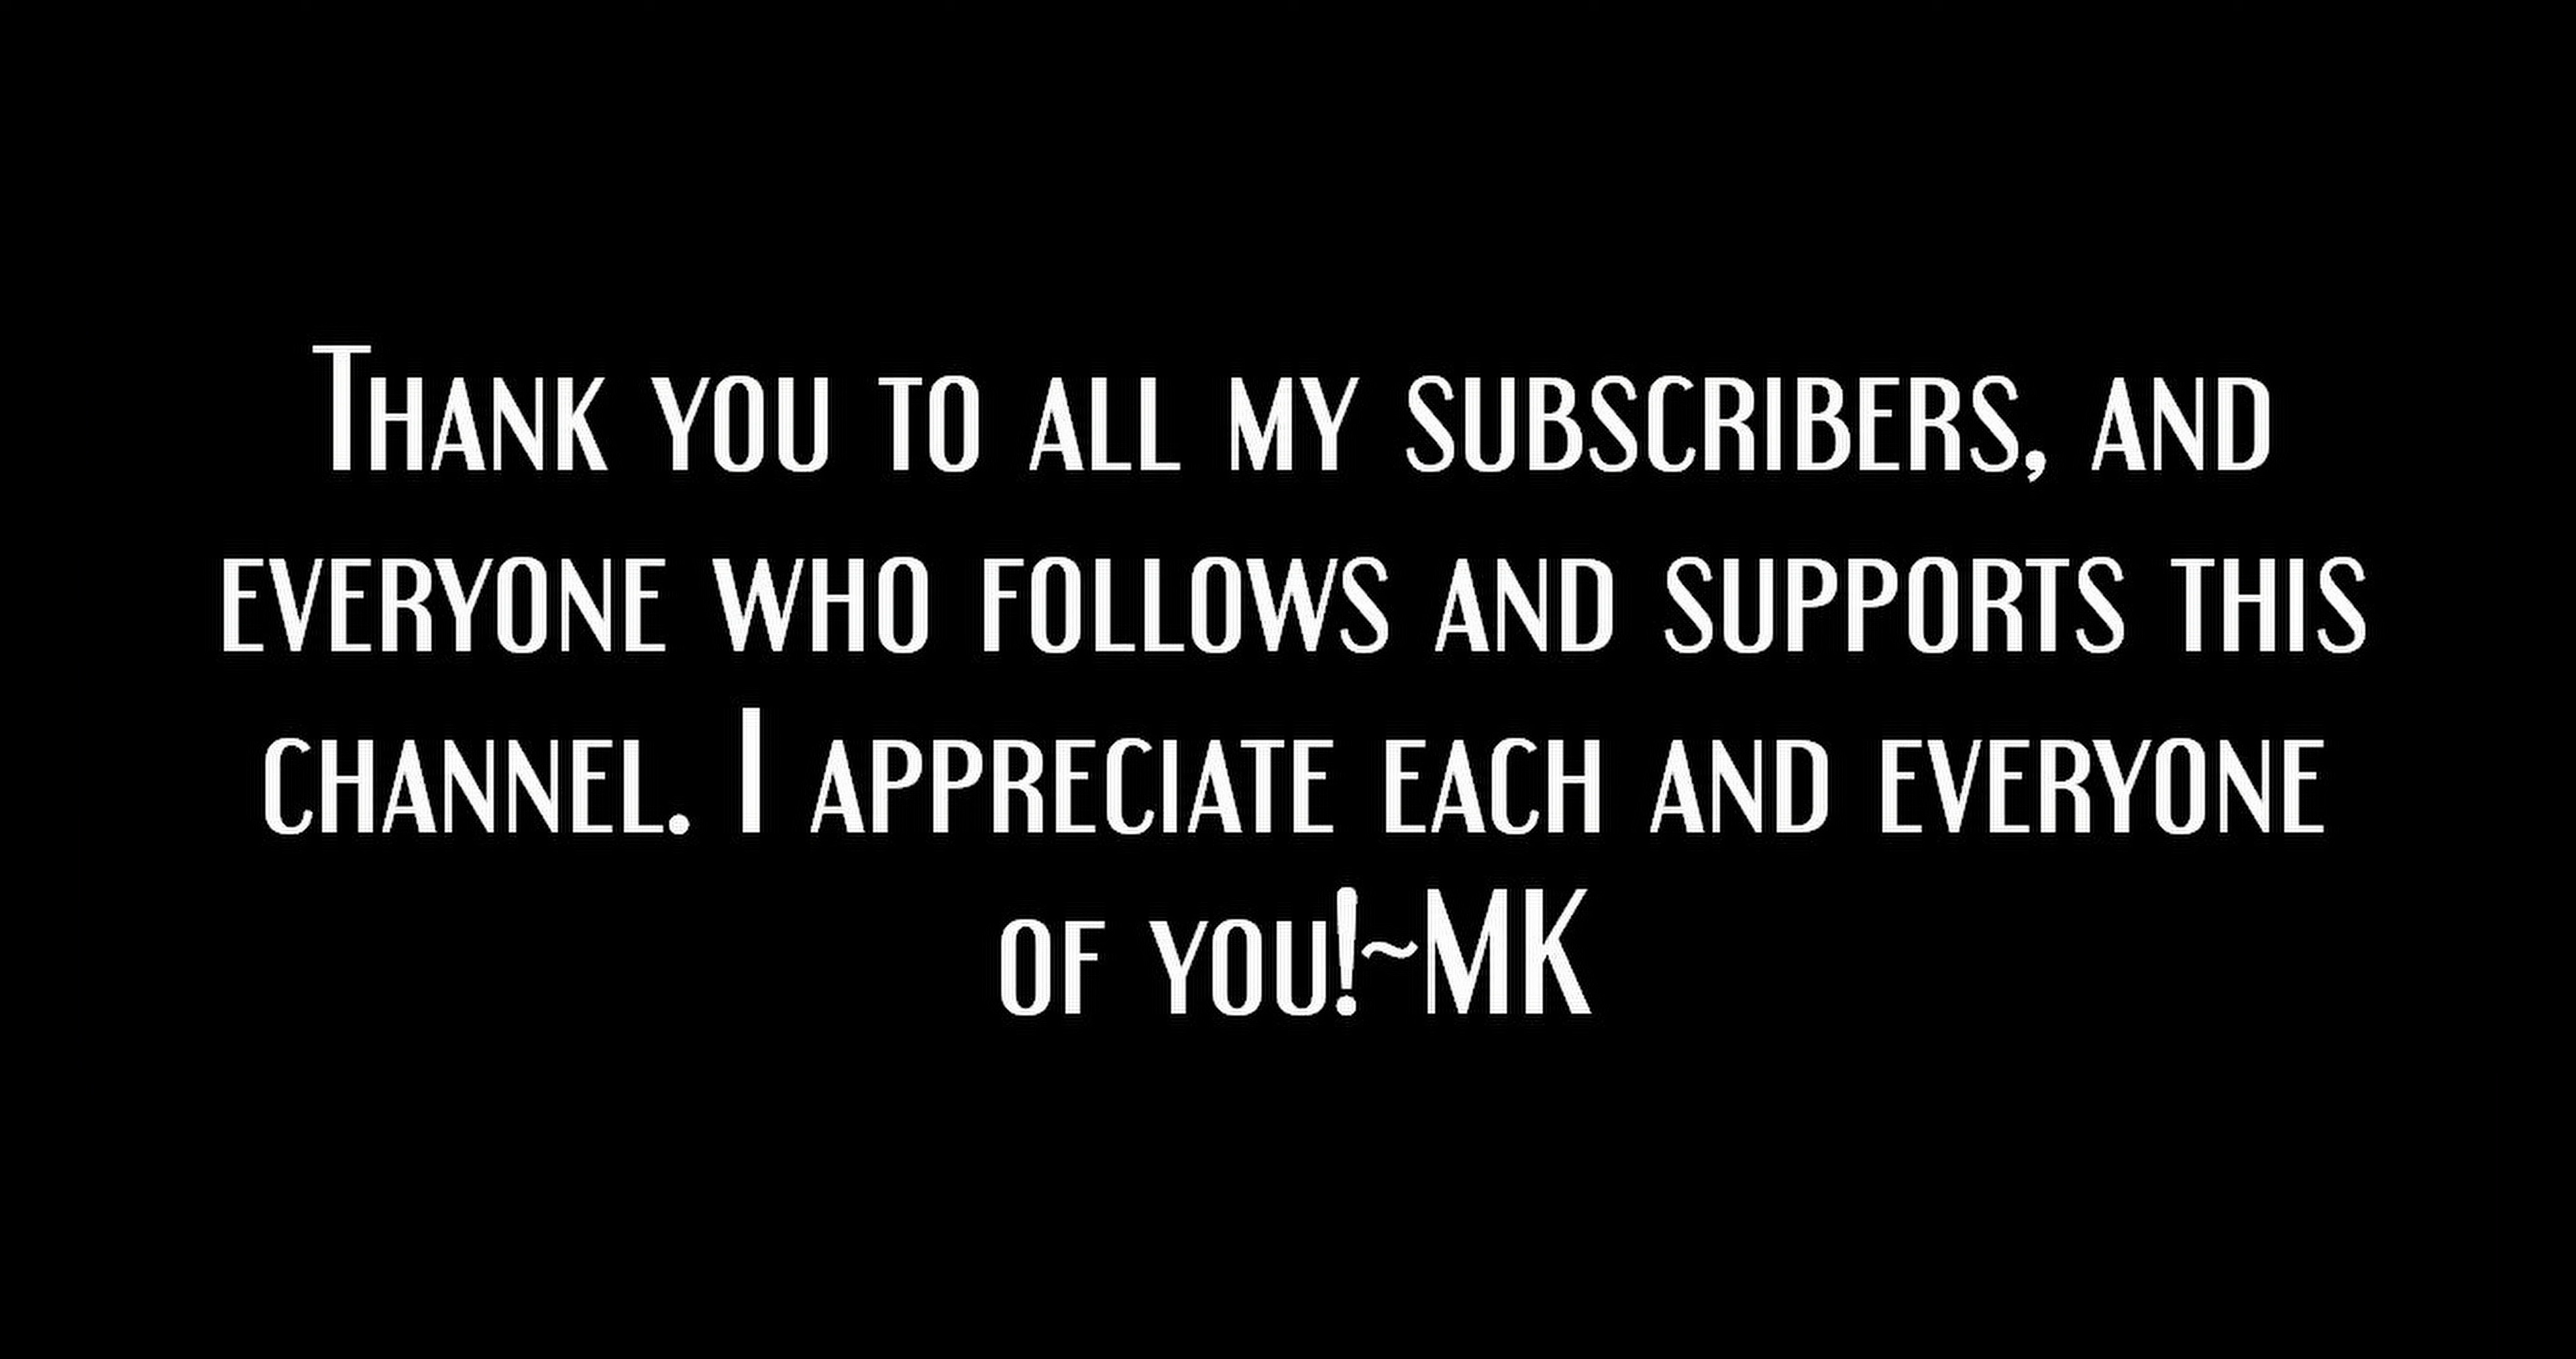 Thank you to all my subscribers, and
everyone who follows and supports this
channel. I appreciate each and everyone
of you!~MK